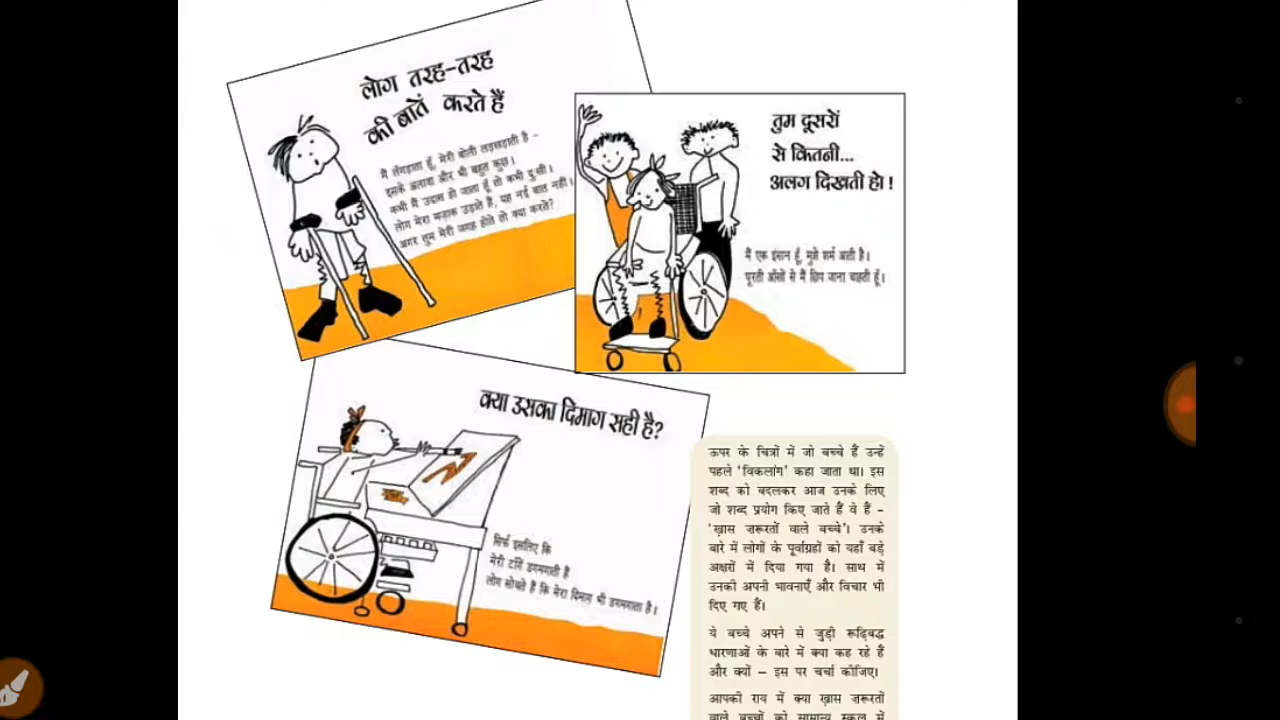 लोग तरह-तरह
की बातें करते हैं
मैं लँगड़ाता हूँ, मेरी बोली लड़खड़ाती है –
इसके अलावा और भी बहुत कुछ।
कभी मैं उदास हो जाता हूँ तो कभी दुःखी।
लोग मेरा मज़ाक उड़ाते हैं, यह नई बात नहीं।
अगर तुम मेरी जगह होते तो क्या करते?
तुम दूसरों
से कितनी...
अलग दिखती हो!
मैं एक इंसान हूँ, मुझे शर्म आती है।
घूरती आँखों से मैं छिप जाना चाहती हूँ।
क्या उसका दिमाग सही है?
सिर्फ इसलिए कि
मेरी टाँगें डगमगाती हैं
लोग सोचते हैं कि मेरा दिमाग भी डगमगाता है।
ऊपर के चित्रों में जो बच्चे हैं उन्हें
पहले 'विकलांग' कहा जाता था। इस
शब्द को बदलकर आज उनके लिए
जो शब्द प्रयोग किए जाते हैं वे हैं –
'ख़ास ज़रूरतों वाले बच्चे'। उनके
बारे में लोगों के पूर्वाग्रहों को यहाँ बड़े
अक्षरों में दिया गया है। साथ में
उनकी अपनी भावनाएँ और विचार भी
दिए गए हैं।
ये बच्चे अपने से जुड़ी रूढ़िबद्ध
धारणाओं के बारे में क्या कह रहे हैं
और क्यों – इस पर चर्चा कीजिए।
आपकी राय में क्या ख़ास ज़रूरतों
वाले बच्चों को सामान्य स्कूल में